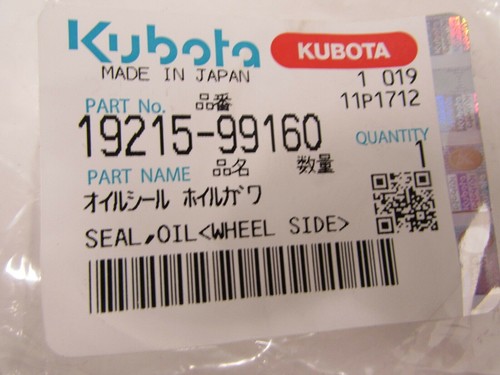 Kubota KUBOTA
MADE IN JAPAN 1 019
11P1712
PART No. 品番
19215-99160
QUANTITY
PART NAME 品名 数量 1
オイルシール ホイルガワ
SEAL,OIL<WHEEL SIDE>